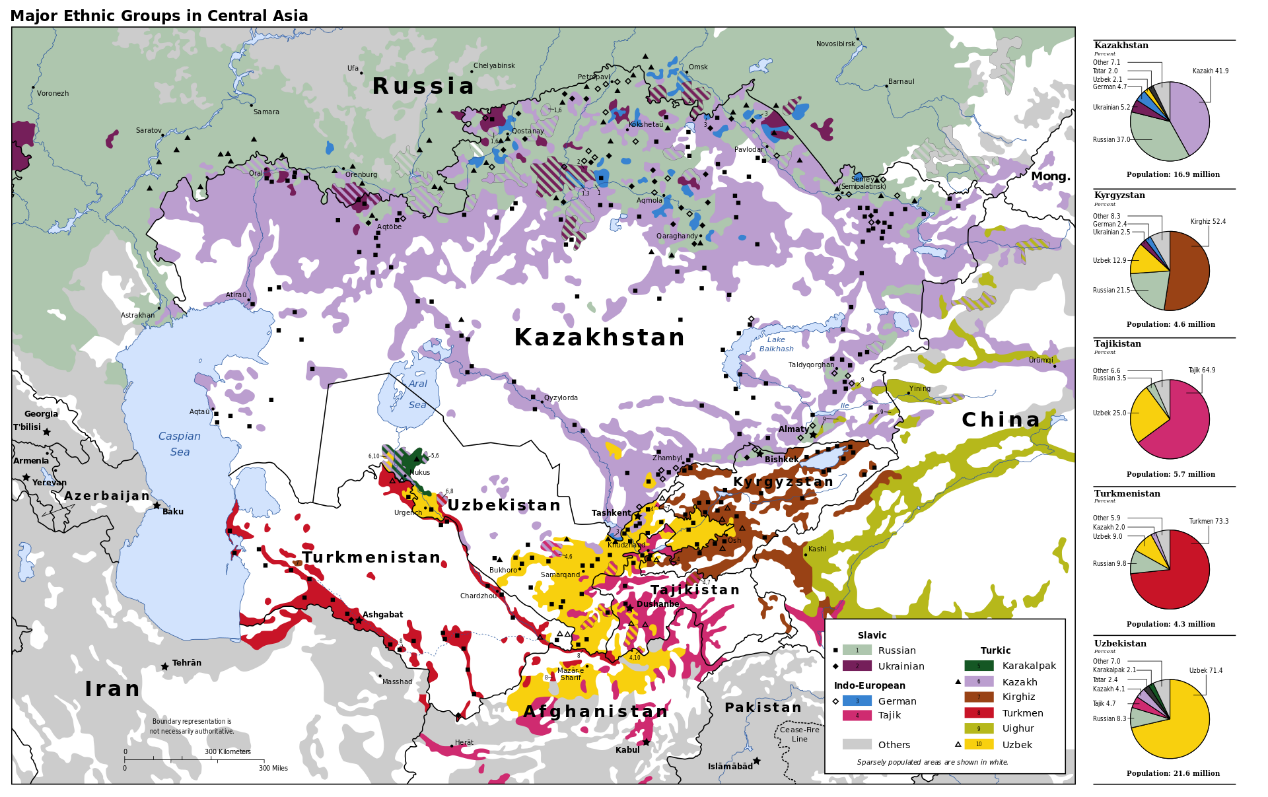 Major Ethnic Groups in Central Asia
Russia
Kazakhstan
China
Mong.
Uzbekistan
Turkmenistan
Kyrgyzstan
Tajikistan
Afghanistan
Pakistan
Iran
Azerbaijan
Georgia
T'bilisi
Armenia
Yerevan
Baku
Caspian
Sea
Aral
Sea
Lake
Balkhash
Ile
Voronezh
Saratov
Samara
Ufa
Chelyabinsk
Petropavl
Omsk
Novosibirsk
Barnaul
Qostanay
Kökshetaū
Pavlodar
Semey
(Semipalatinsk)
Oral
Orenburg
Aqtöbe
Aqmola
Qaraghandy
Atiraū
Astrakhan
Aqtaū
Qyzylorda
Taldyqorghan
Yining
Ürümqi
Almaty
Zhambyl
Bishkek
Nukus
Urgench
Tashkent
Khudzhand
Osh
Kashi
Bukhoro
Samarqand
Chardzhou
Dushanbe
Ashgabat
Mazar-e
Sharif
Masshad
Tehrān
Herāt
Kabul
Islāmābād
Cease-Fire
Line
Boundary representation is
not necessarily authoritative.
0 300 Kilometers
0 300 Miles
Slavic
1 Russian
2 Ukrainian
Indo-European
3 German
4 Tajik
Others
Turkic
5 Karakalpak
6 Kazakh
7 Kirghiz
8 Turkmen
9 Uighur
10 Uzbek
Sparsely populated areas are shown in white.
Kazakhstan
Percent
Other 7.1
Tatar 2.0
Uzbek 2.1
German 4.7
Ukrainian 5.2
Russian 37.0
Kazakh 41.9
Population: 16.9 million
Kyrgyzstan
Percent
Other 8.3
German 2.4
Ukrainian 2.5
Uzbek 12.9
Russian 21.5
Kirghiz 52.4
Population: 4.6 million
Tajikistan
Percent
Other 6.6
Russian 3.5
Uzbek 25.0
Tajik 64.9
Population: 5.7 million
Turkmenistan
Percent
Other 5.9
Kazakh 2.0
Uzbek 9.0
Russian 9.8
Turkmen 73.3
Population: 4.3 million
Uzbekistan
Percent
Other 7.0
Karakalpak 2.1
Tatar 2.4
Kazakh 4.1
Tajik 4.7
Russian 8.3
Uzbek 71.4
Population: 21.6 million